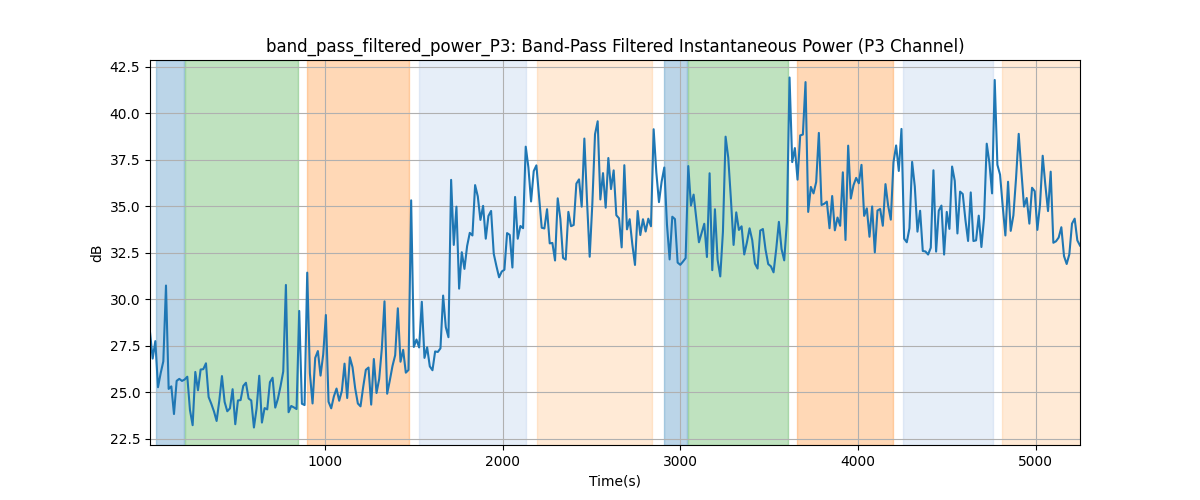 band_pass_filtered_power_P3: Band-Pass Filtered Instantaneous Power (P3 Channel)
42.5
40.0
37.5
35.0
32.5
30.0
27.5
25.0
22.5
dB
1000 2000 3000 4000 5000
Time(s)